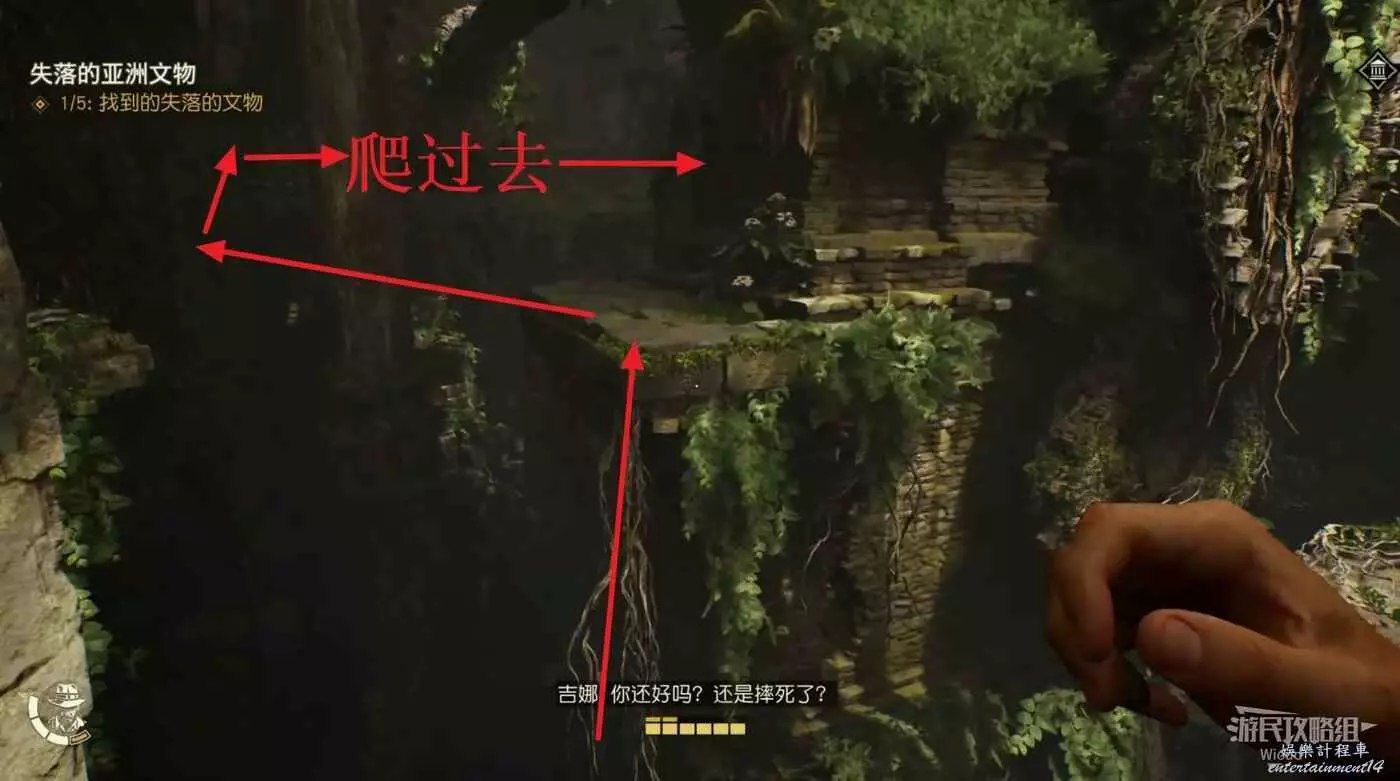 失落的亚洲文物
1/5: 找到的失落的文物
爬过去
吉娜 你还好吗？还是摔死了？
游民攻略组
娱樂計程車
entertainment14